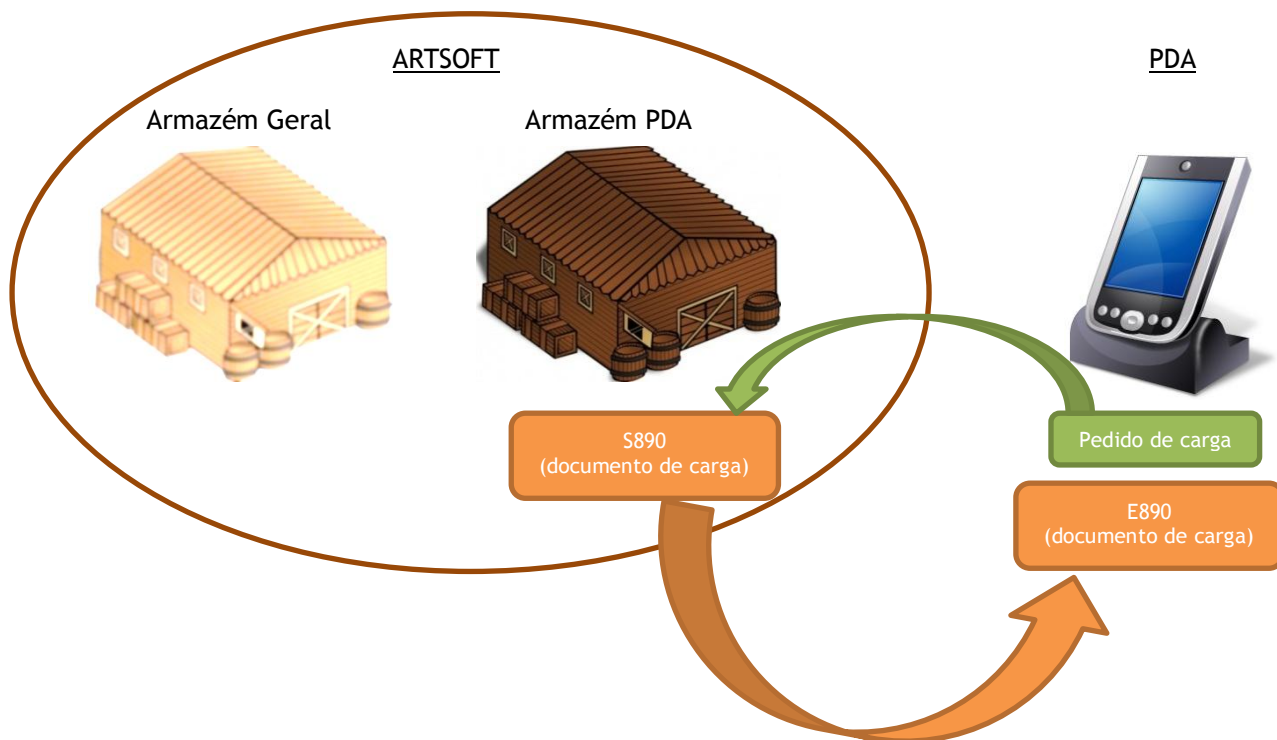 ARTSOFT
PDA
Armazém Geral
Armazém PDA
S890
(documento de carga)
Pedido de carga
E890
(documento de carga)